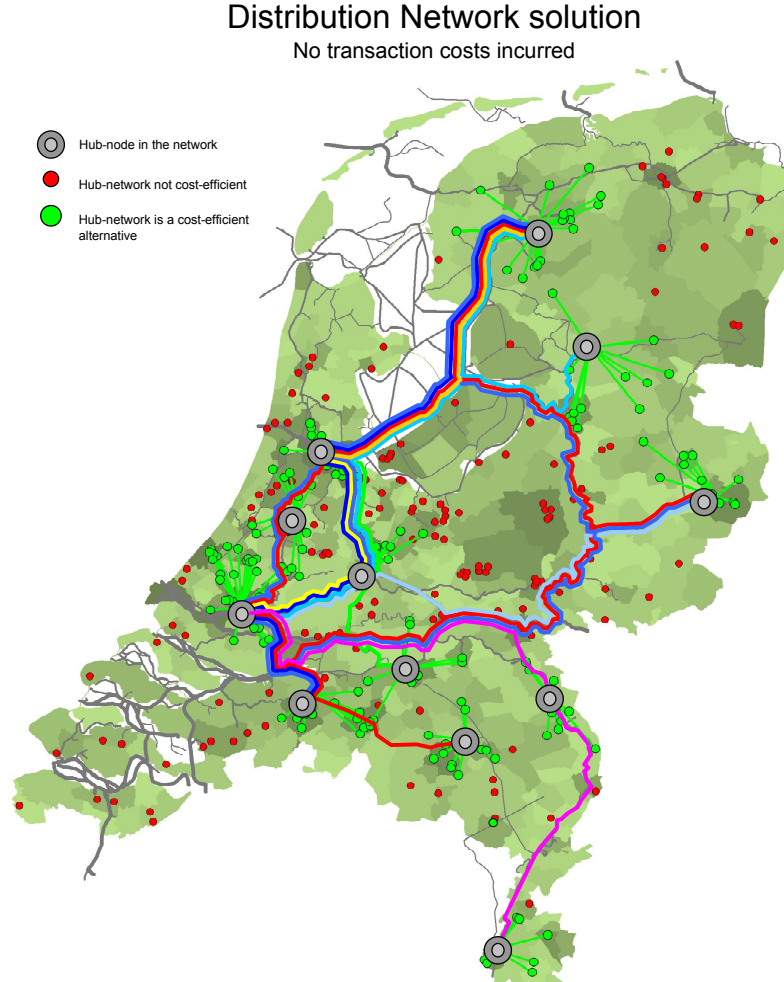 Distribution Network solution
No transaction costs incurred
Hub-node in the network
Hub-network not cost-efficient
Hub-network is a cost-efficient
alternative